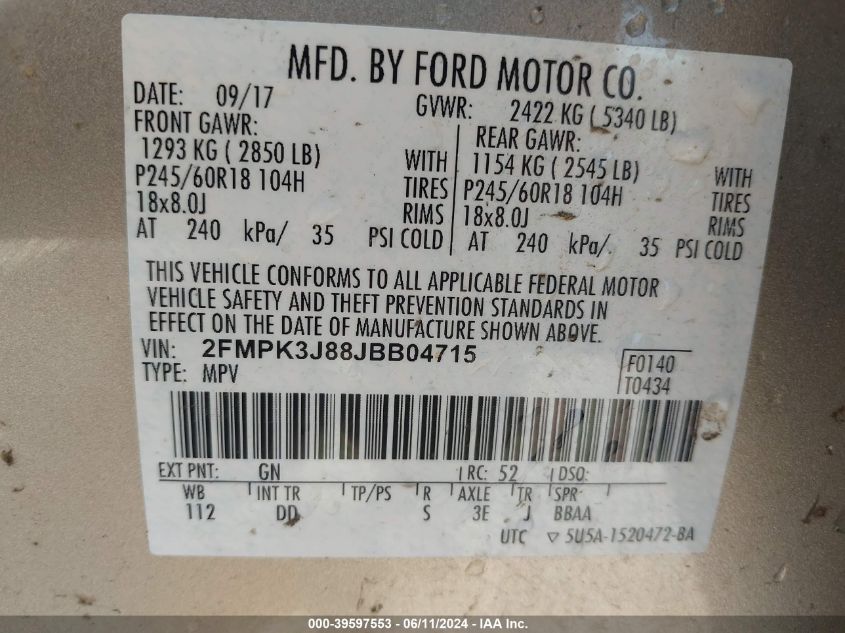 MFD. BY FORD MOTOR CO.
DATE: 09/17 GVWR: 2422 KG ( 5340 LB)
FRONT GAWR: REAR GAWR:
1293 KG ( 2850 LB) WITH 1154 KG ( 2545 LB) WITH
P245/60R18 104H TIRES P245/60R18 104H TIRES
18x8.0J RIMS 18x8.0J RIMS
AT 240 kPa/ 35 PSI COLD AT 240 kPa/ 35 PSI COLD
THIS VEHICLE CONFORMS TO ALL APPLICABLE FEDERAL MOTOR
VEHICLE SAFETY AND THEFT PREVENTION STANDARDS IN
EFFECT ON THE DATE OF MANUFACTURE SHOWN ABOVE.
VIN: 2FMPK3J88JBB04715
TYPE: MPV
F0140
T0434
EXT PNT: GN RC: 52 DSO:
WB INT TR TP/PS R AXLE TR SPR
112 DD S 3E J BBAA
UTC ▽ 5U5A-1520472-BA
000-39597553 - 06/11/2024 - IAA Inc.